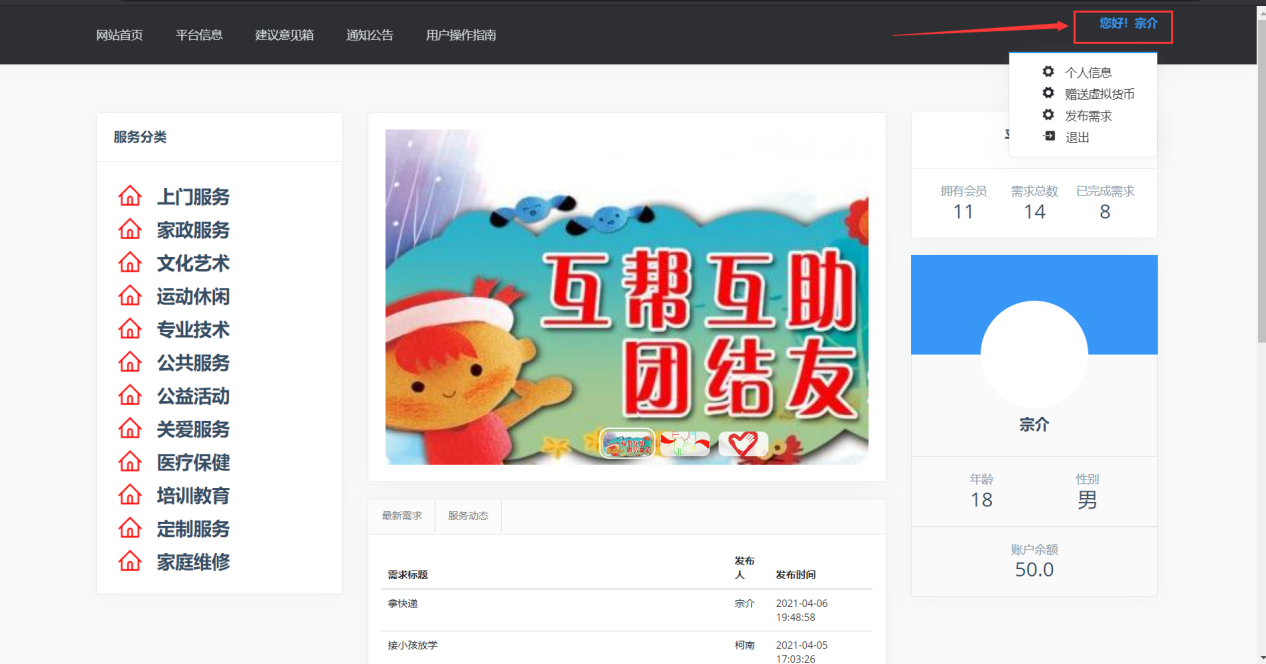 网站首页 平台信息 建议意见箱 通知公告 用户操作指南
您好！宗介
个人信息
赠送虚拟货币
发布需求
退出
服务分类
上门服务
家政服务
文化艺术
运动休闲
专业技术
公共服务
公益活动
关爱服务
医疗保健
培训教育
定制服务
家庭维修
互帮互助
团结友
最新需求 服务动态
需求标题 发布人 发布时间
拿快递 宗介 2021-04-06 19:48:58
接小孩放学 柯南 2021-04-05 17:03:26
拥有会员 需求总数 已完成需求
11 14 8
宗介
年龄 性别
18 男
账户余额
50.0